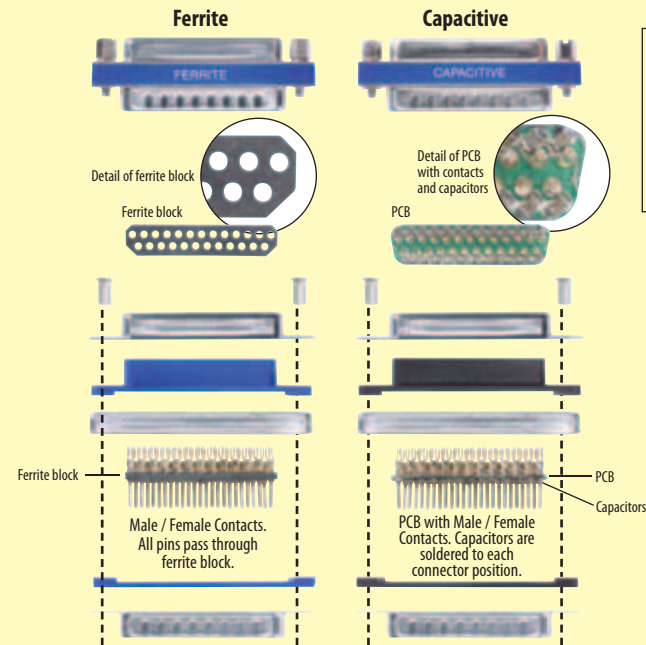 Ferrite
Capacitive
FERRITE
CAPACITIVE
Detail of ferrite block
Detail of PCB
with contacts
and capacitors
Ferrite block
PCB
Ferrite block
PCB
Capacitors
Male / Female Contacts.
All pins pass through
ferrite block.
PCB with Male / Female
Contacts. Capacitors are
soldered to each
connector position.